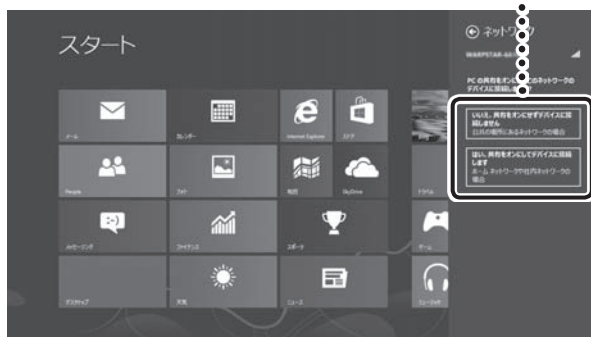 スタート
ネットワーク
WARPSTAR-
PC の共有をオンに このネットワークの
デバイスに接続しますか?
いいえ、共有をオンにせずデバイスに接
続しません
公共の場所にあるネットワークの場合
はい、共有をオンにしてデバイスに接続
します
ホーム ネットワークや社内ネットワークの
場合
メール
カレンダー
Internet Explorer
ストア
People
フォト
地図
SkyDrive
トラベル
メッセージング
ファイナンス
スポーツ
ゲーム
デスクトップ
天気
ニュース
ミュージック